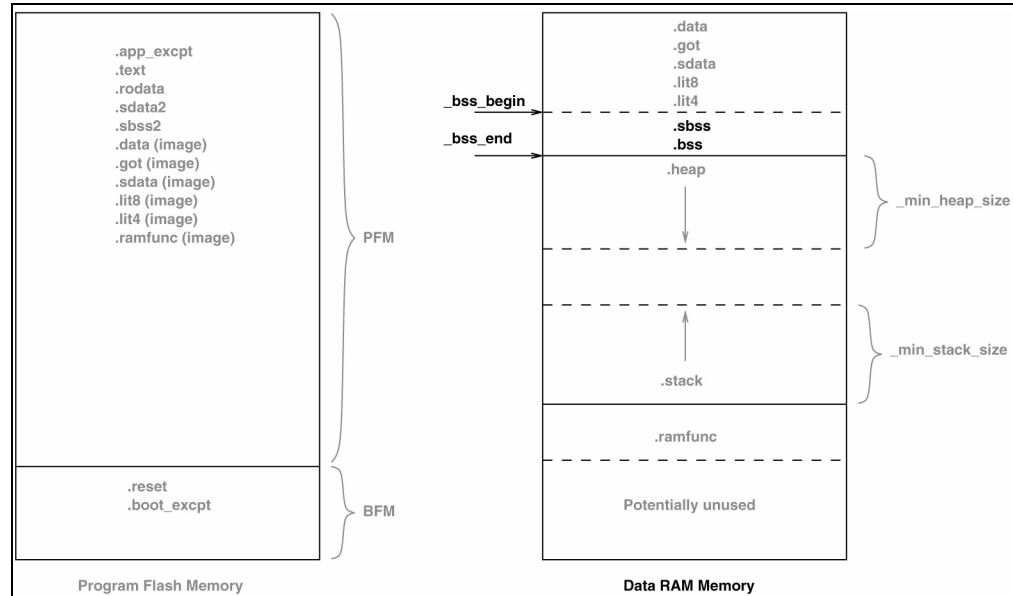 .app_excpt
.text
.rodata
.sdata2
.sbss2
.data (image)
.got (image)
.sdata (image)
.lit8 (image)
.lit4 (image)
.ramfunc (image)
PFM
.reset
.boot_excpt
BFM
Program Flash Memory
_bss_begin
_bss_end
.data
.got
.sdata
.lit8
.lit4
.sbss
.bss
.heap
_min_heap_size
.stack
_min_stack_size
.ramfunc
Potentially unused
Data RAM Memory